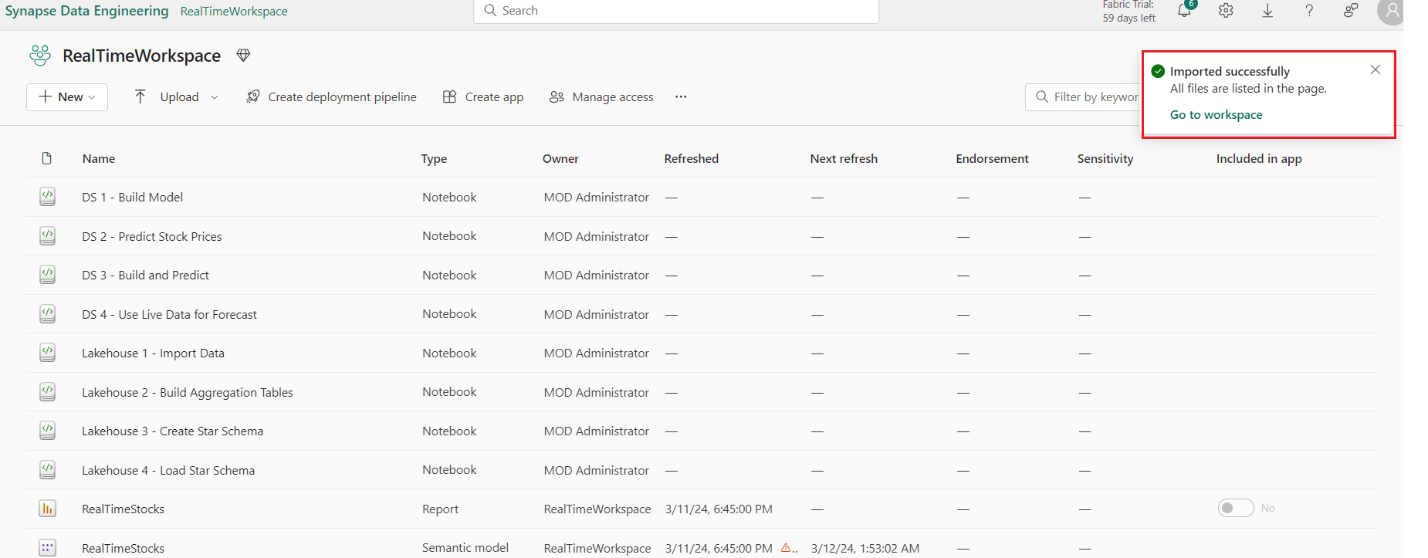 Synapse Data Engineering RealTimeWorkspace Search Fabric Trial: 6
59 days left
RealTimeWorkspace
Imported successfully
All files are listed in the page.
Go to workspace
New Upload Create deployment pipeline Create app Manage access ... Filter by keywor
Name Type Owner Refreshed Next refresh Endorsement Sensitivity Included in app
DS 1 - Build Model Notebook MOD Administrator — — — —
DS 2 - Predict Stock Prices Notebook MOD Administrator — — — —
DS 3 - Build and Predict Notebook MOD Administrator — — — —
DS 4 - Use Live Data for Forecast Notebook MOD Administrator — — — —
Lakehouse 1 - Import Data Notebook MOD Administrator — — — —
Lakehouse 2 - Build Aggregation Tables Notebook MOD Administrator — — — —
Lakehouse 3 - Create Star Schema Notebook MOD Administrator — — — —
Lakehouse 4 - Load Star Schema Notebook MOD Administrator — — — —
RealTimeStocks Report RealTimeWorkspace 3/11/24, 6:45:00 PM — — — No
RealTimeStocks Semantic model RealTimeWorkspace 3/11/24, 6:45:00 PM 3/12/24, 1:53:02 AM — —